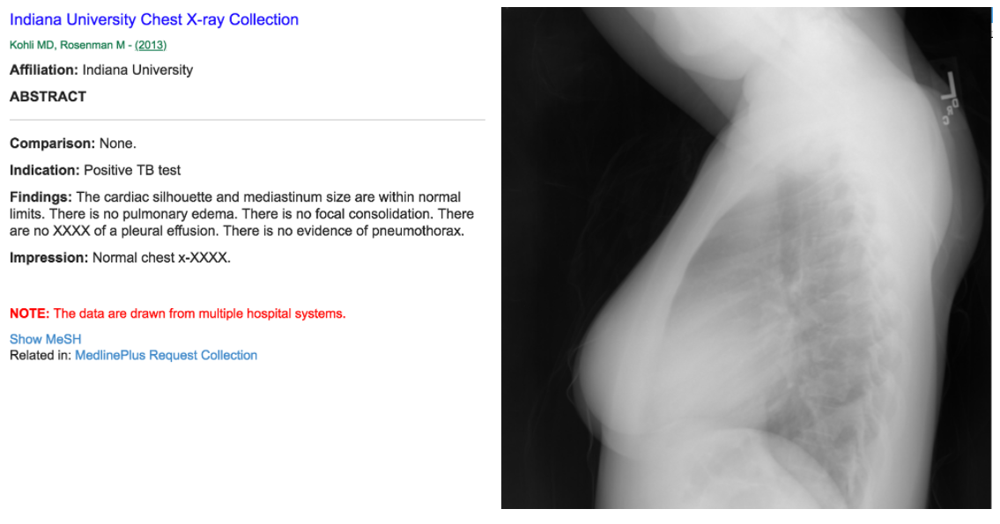 Indiana University Chest X-ray Collection
Kohli MD, Rosenman M - (2013)
Affiliation: Indiana University
ABSTRACT
Comparison: None.
Indication: Positive TB test
Findings: The cardiac silhouette and mediastinum size are within normal
limits. There is no pulmonary edema. There is no focal consolidation. There
are no XXXX of a pleural effusion. There is no evidence of pneumothorax.
Impression: Normal chest x-XXXX.
NOTE: The data are drawn from multiple hospital systems.
Show MeSH
Related in: MedlinePlus Request Collection
L